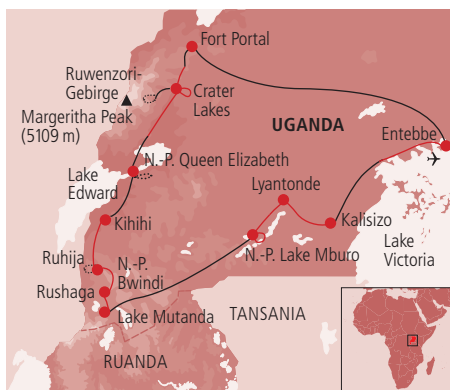 Fort Portal
Ruwenzori-
Gebirge
Crater
Lakes
Margeritha Peak
(5109 m)
UGANDA
Entebbe
N.-P. Queen Elizabeth
Lake
Edward
Lyantonde
Kihihi
Kalisizo
Lake
Victoria
N.-P. Lake Mburo
Ruhija
N.-P.
Bwindi
Rushaga
Lake Mutanda
TANSANIA
RUANDA